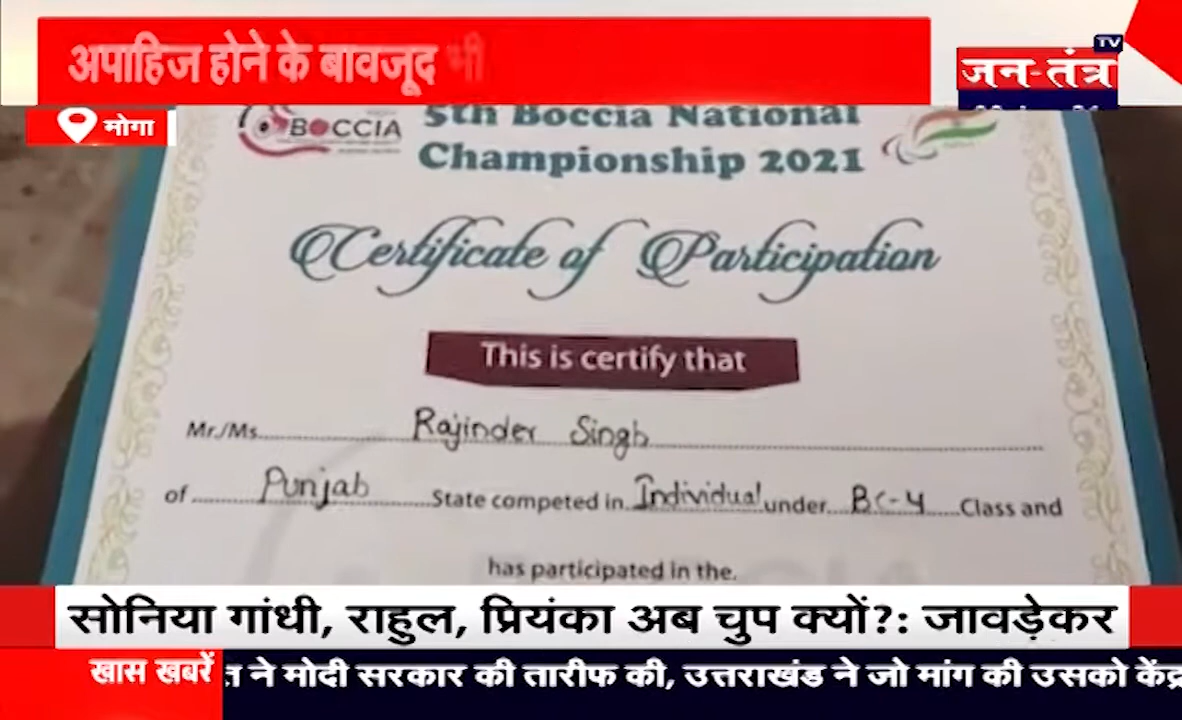 अपाहिज होने के बावजूद भी
TV
जन-तंत्र
मोगा
BOCCIA
5th Boccia National
Championship 2021
Certificate of Participation
This is certify that
Mr./Ms. Rajinder Singh
of Punjab State competed in Individual under BC-4 Class and
has participated in the.
सोनिया गांधी, राहुल, प्रियंका अब चुप क्यों?: जावड़ेकर
खास खबरें
ने मोदी सरकार की तारीफ की, उत्तराखंड ने जो मांग की उसको केंद्र